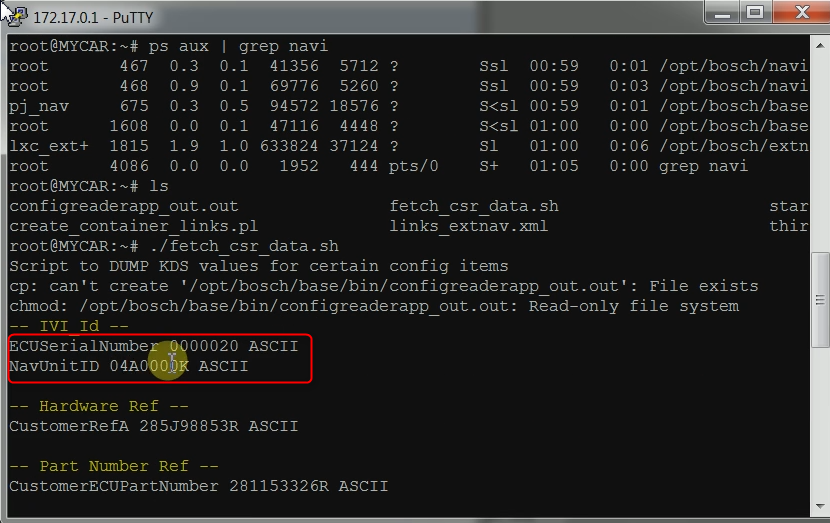 172.17.0.1 - PuTTY
root@MYCAR:~# ps aux | grep navi
root 467 0.3 0.1 41356 5712 ? Ssl 00:59 0:01 /opt/bosch/navi
root 468 0.9 0.1 69776 5260 ? Ssl 00:59 0:03 /opt/bosch/navi
pj_nav 675 0.3 0.5 94572 18576 ? S<sl 00:59 0:01 /opt/bosch/base
root 1608 0.0 0.1 47116 4448 ? S<sl 01:00 0:00 /opt/bosch/base
lxc_ext+ 1815 1.9 1.0 633824 37124 ? Sl 01:00 0:06 /opt/bosch/extn
root 4086 0.0 0.0 1952 444 pts/0 S+ 01:05 0:00 grep navi
root@MYCAR:~# ls
configreaderapp_out.out fetch_csr_data.sh star
create_container_links.pl links_extnav.xml thir
root@MYCAR:~# ./fetch_csr_data.sh
Script to DUMP KDS values for certain config items
cp: can't create '/opt/bosch/base/bin/configreaderapp_out.out': File exists
chmod: /opt/bosch/base/bin/configreaderapp_out.out: Read-only file system
-- IVI_Id --
ECUSerialNumber 0000020 ASCII
NavUnitID 04A0000K ASCII
-- Hardware Ref --
CustomerRefA 285J98853R ASCII
-- Part Number Ref --
CustomerECUPartNumber 281153326R ASCII